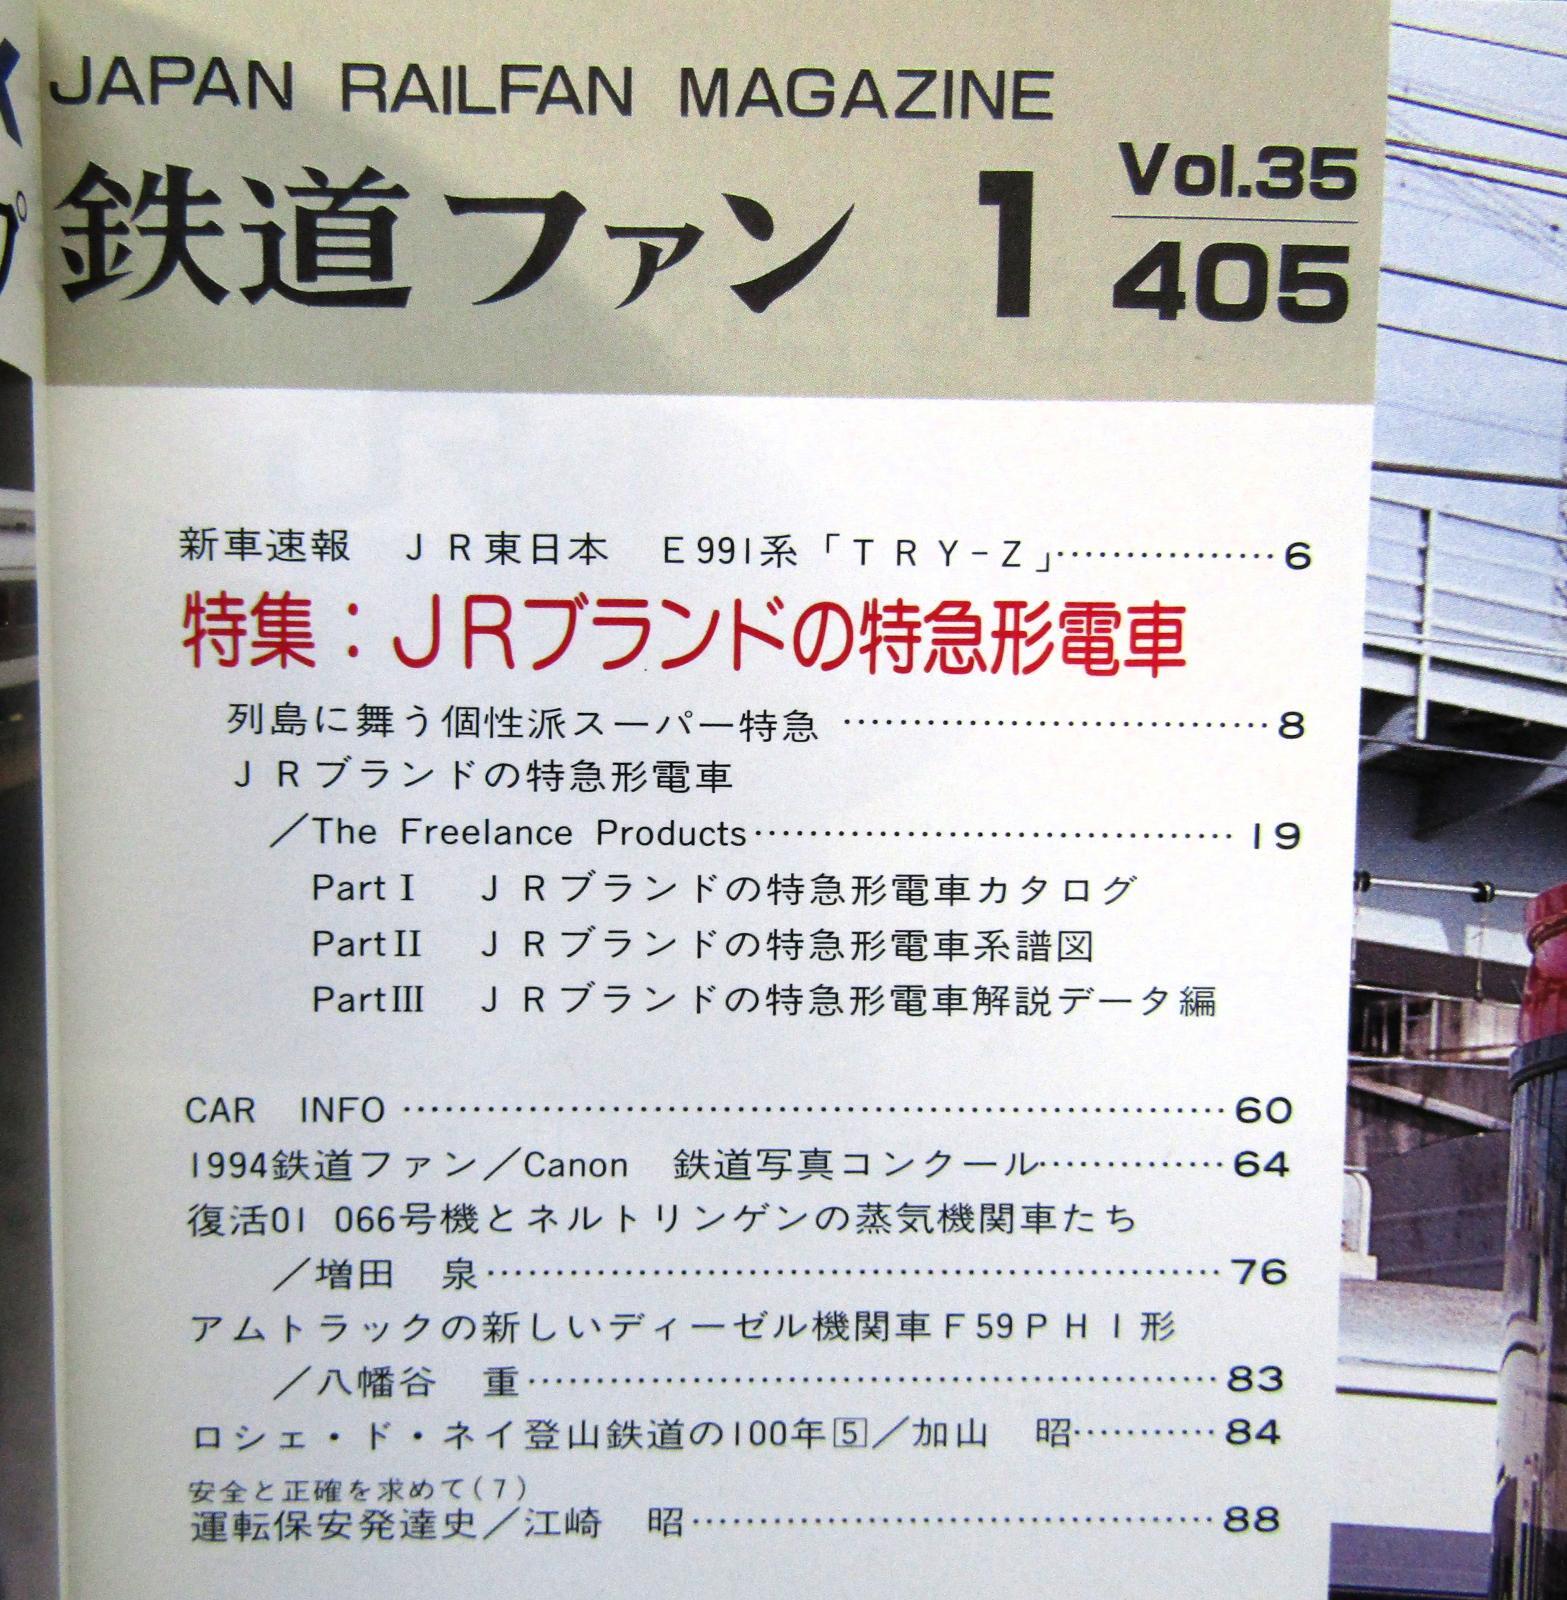 JAPAN RAILFAN MAGAZINE
鉄道ファン 1 Vol.35
405
新車速報 JR東日本 E991系「TRY-Z」……………6
特集：JRブランドの特急形電車
列島に舞う個性派スーパー特急 ……………………8
JRブランドの特急形電車
／The Freelance Products……………………19
PartⅠ JRブランドの特急形電車カタログ
PartⅡ JRブランドの特急形電車系譜図
PartⅢ JRブランドの特急形電車解説データ編
CAR INFO ……………………………………60
1994鉄道ファン／Canon 鉄道写真コンクール…………64
復活01 066号機とネルトリンゲンの蒸気機関車たち
／増田 泉……………………………………76
アムトラックの新しいディーゼル機関車F59PHI形
／八幡谷 重…………………………………83
ロシェ・ド・ネイ登山鉄道の100年5／加山 昭…………84
安全と正確を求めて(7)
運転保安発達史／江崎 昭……………………88